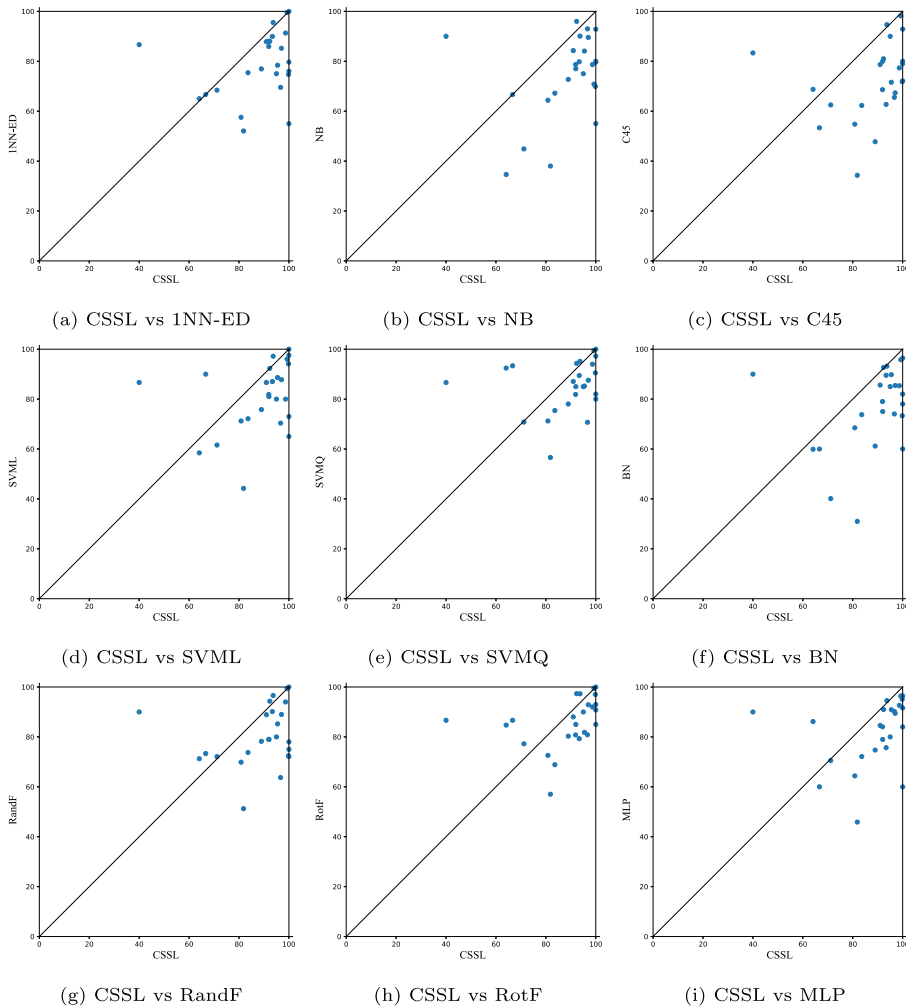 100
80
60
40
20
0
1NN-ED
0 20 40 60 80 100
CSSL
(a) CSSL vs 1NN-ED
100
80
60
40
20
0
NB
0 20 40 60 80 100
CSSL
(b) CSSL vs NB
100
80
60
40
20
0
C45
0 20 40 60 80 100
CSSL
(c) CSSL vs C45
100
80
60
40
20
0
SVML
0 20 40 60 80 100
CSSL
(d) CSSL vs SVML
100
80
60
40
20
0
SVMQ
0 20 40 60 80 100
CSSL
(e) CSSL vs SVMQ
100
80
60
40
20
0
BN
0 20 40 60 80 100
CSSL
(f) CSSL vs BN
100
80
60
40
20
0
RandF
0 20 40 60 80 100
CSSL
(g) CSSL vs RandF
100
80
60
40
20
0
RotF
0 20 40 60 80 100
CSSL
(h) CSSL vs RotF
100
80
60
40
20
0
MLP
0 20 40 60 80 100
CSSL
(i) CSSL vs MLP